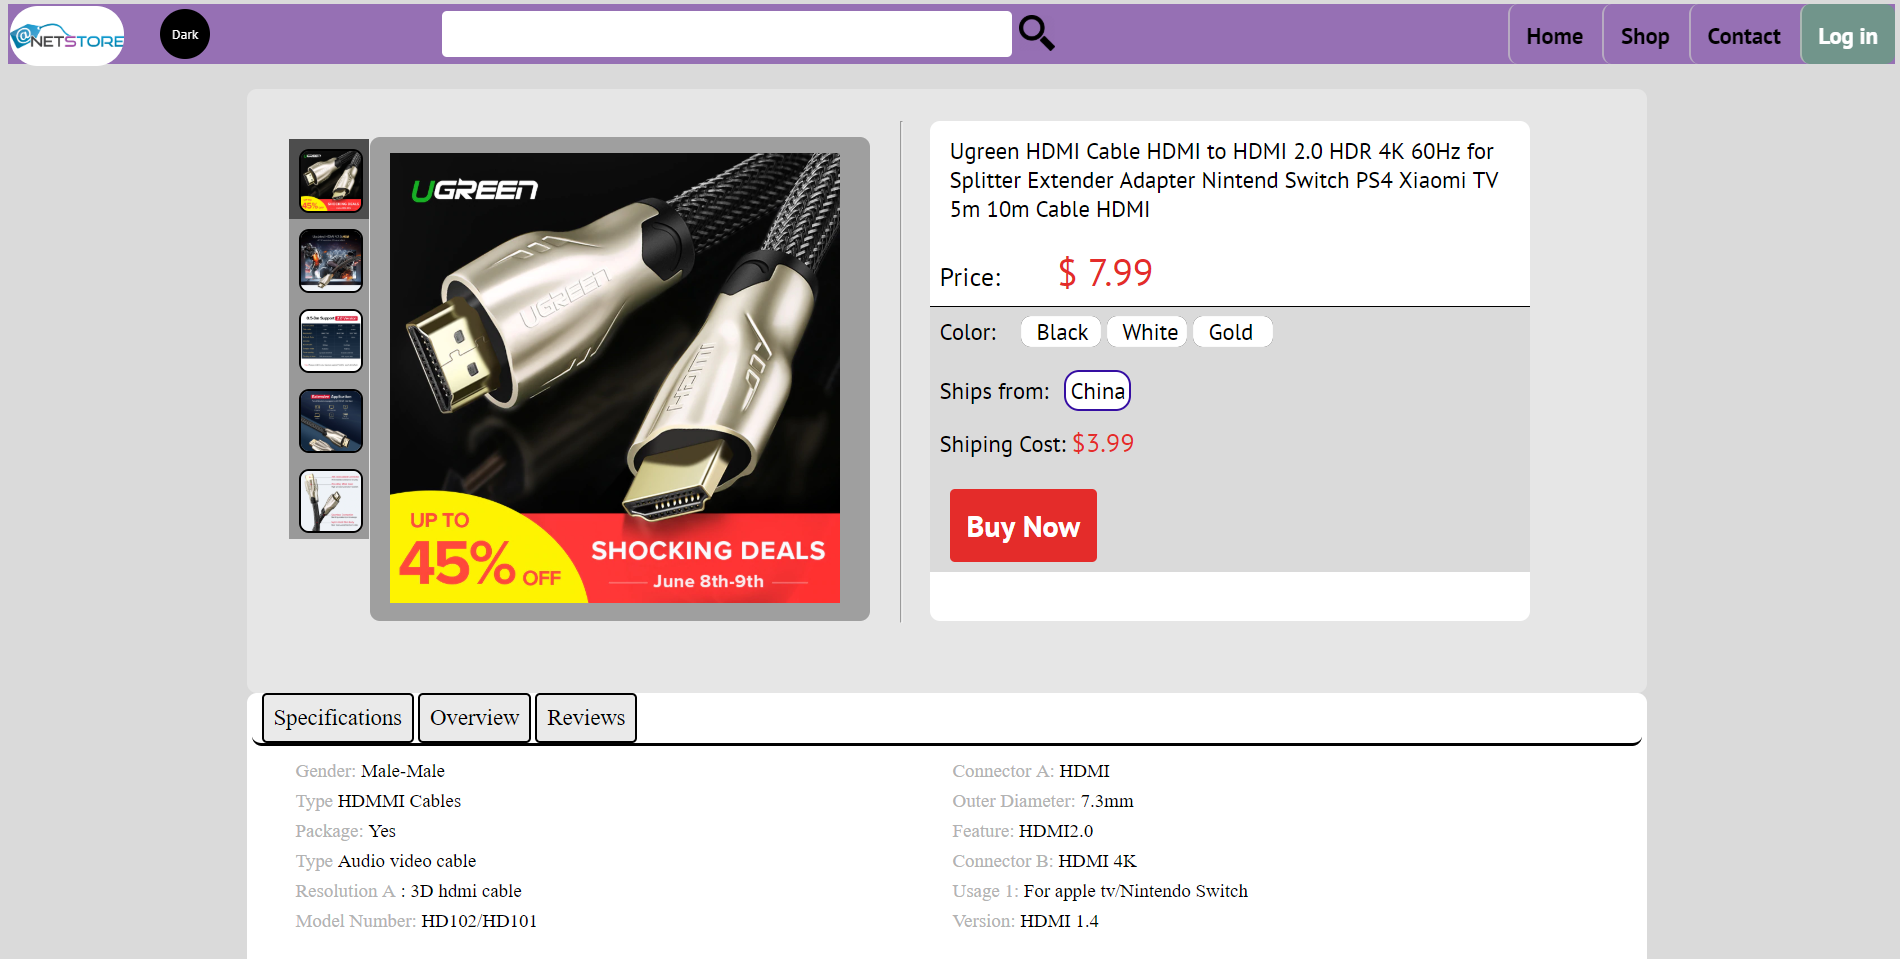 @NETSTORE
Dark
Home
Shop
Contact
Log in
UGREEN
UGREEN
UP TO
45% OFF
SHOCKING DEALS
June 8th-9th
Ugreen HDMI Cable HDMI to HDMI 2.0 HDR 4K 60Hz for
Splitter Extender Adapter Nintend Switch PS4 Xiaomi TV
5m 10m Cable HDMI
Price: $ 7.99
Color: Black White Gold
Ships from: China
Shiping Cost: $3.99
Buy Now
Specifications
Overview
Reviews
Gender: Male-Male
Type HDMMI Cables
Package: Yes
Type Audio video cable
Resolution A : 3D hdmi cable
Model Number: HD102/HD101
Connector A: HDMI
Outer Diameter: 7.3mm
Feature: HDMI2.0
Connector B: HDMI 4K
Usage 1: For apple tv/Nintendo Switch
Version: HDMI 1.4